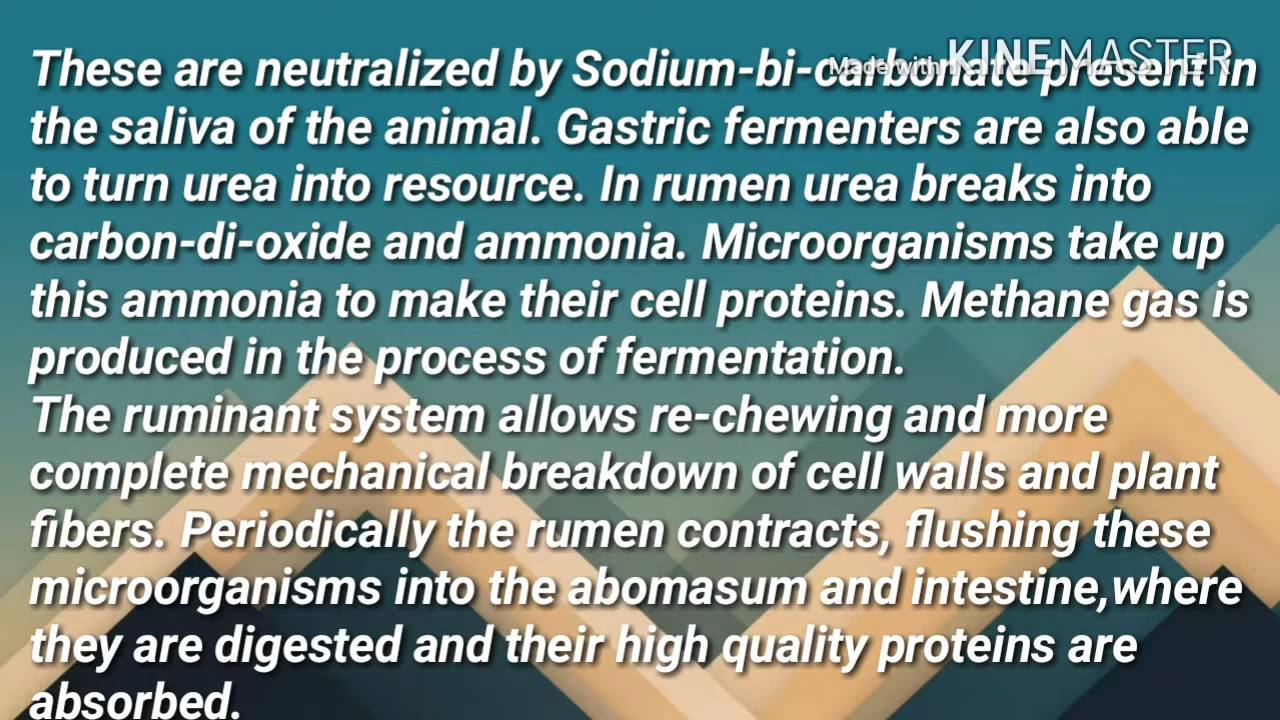 These are neutralized by Sodium-bi-carbonate present in
Made with KINEMASTER
the saliva of the animal. Gastric fermenters are also able
to turn urea into resource. In rumen urea breaks into
carbon-di-oxide and ammonia. Microorganisms take up
this ammonia to make their cell proteins. Methane gas is
produced in the process of fermentation.
The ruminant system allows re-chewing and more
complete mechanical breakdown of cell walls and plant
fibers. Periodically the rumen contracts, flushing these
microorganisms into the abomasum and intestine,where
they are digested and their high quality proteins are
absorbed.